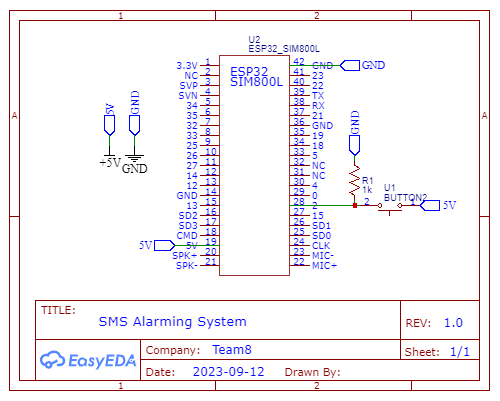 1 2
U2
ESP32_SIM800L
ESP32
SIM800L
3.3V 1 42 GND GND
NC 2 41 23
SVP 3 40 22
SVN 4 39 TX
34 5 38 RX
35 6 37 21
32 7 36 GND
33 8 35 19
25 9 34 18
26 10 33 5
27 11 32 NC
14 12 31 NC
12 13 30 4
GND 14 29 0
13 15 28 2
SD2 16 27 15
SD3 17 26 SD1
CMD 18 25 SD0
5V 5V 19 24 CLK
SPK+ 20 23 MIC-
SPK- 21 22 MIC+
A A
5V
GND
+5V
GND
GND
R1
1k
U1
BUTTON2
2 1 5V
TITLE:
SMS Alarming System
REV: 1.0
EasyEDA
Company: Team8
Sheet: 1/1
Date: 2023-09-12 Drawn By:
1 2